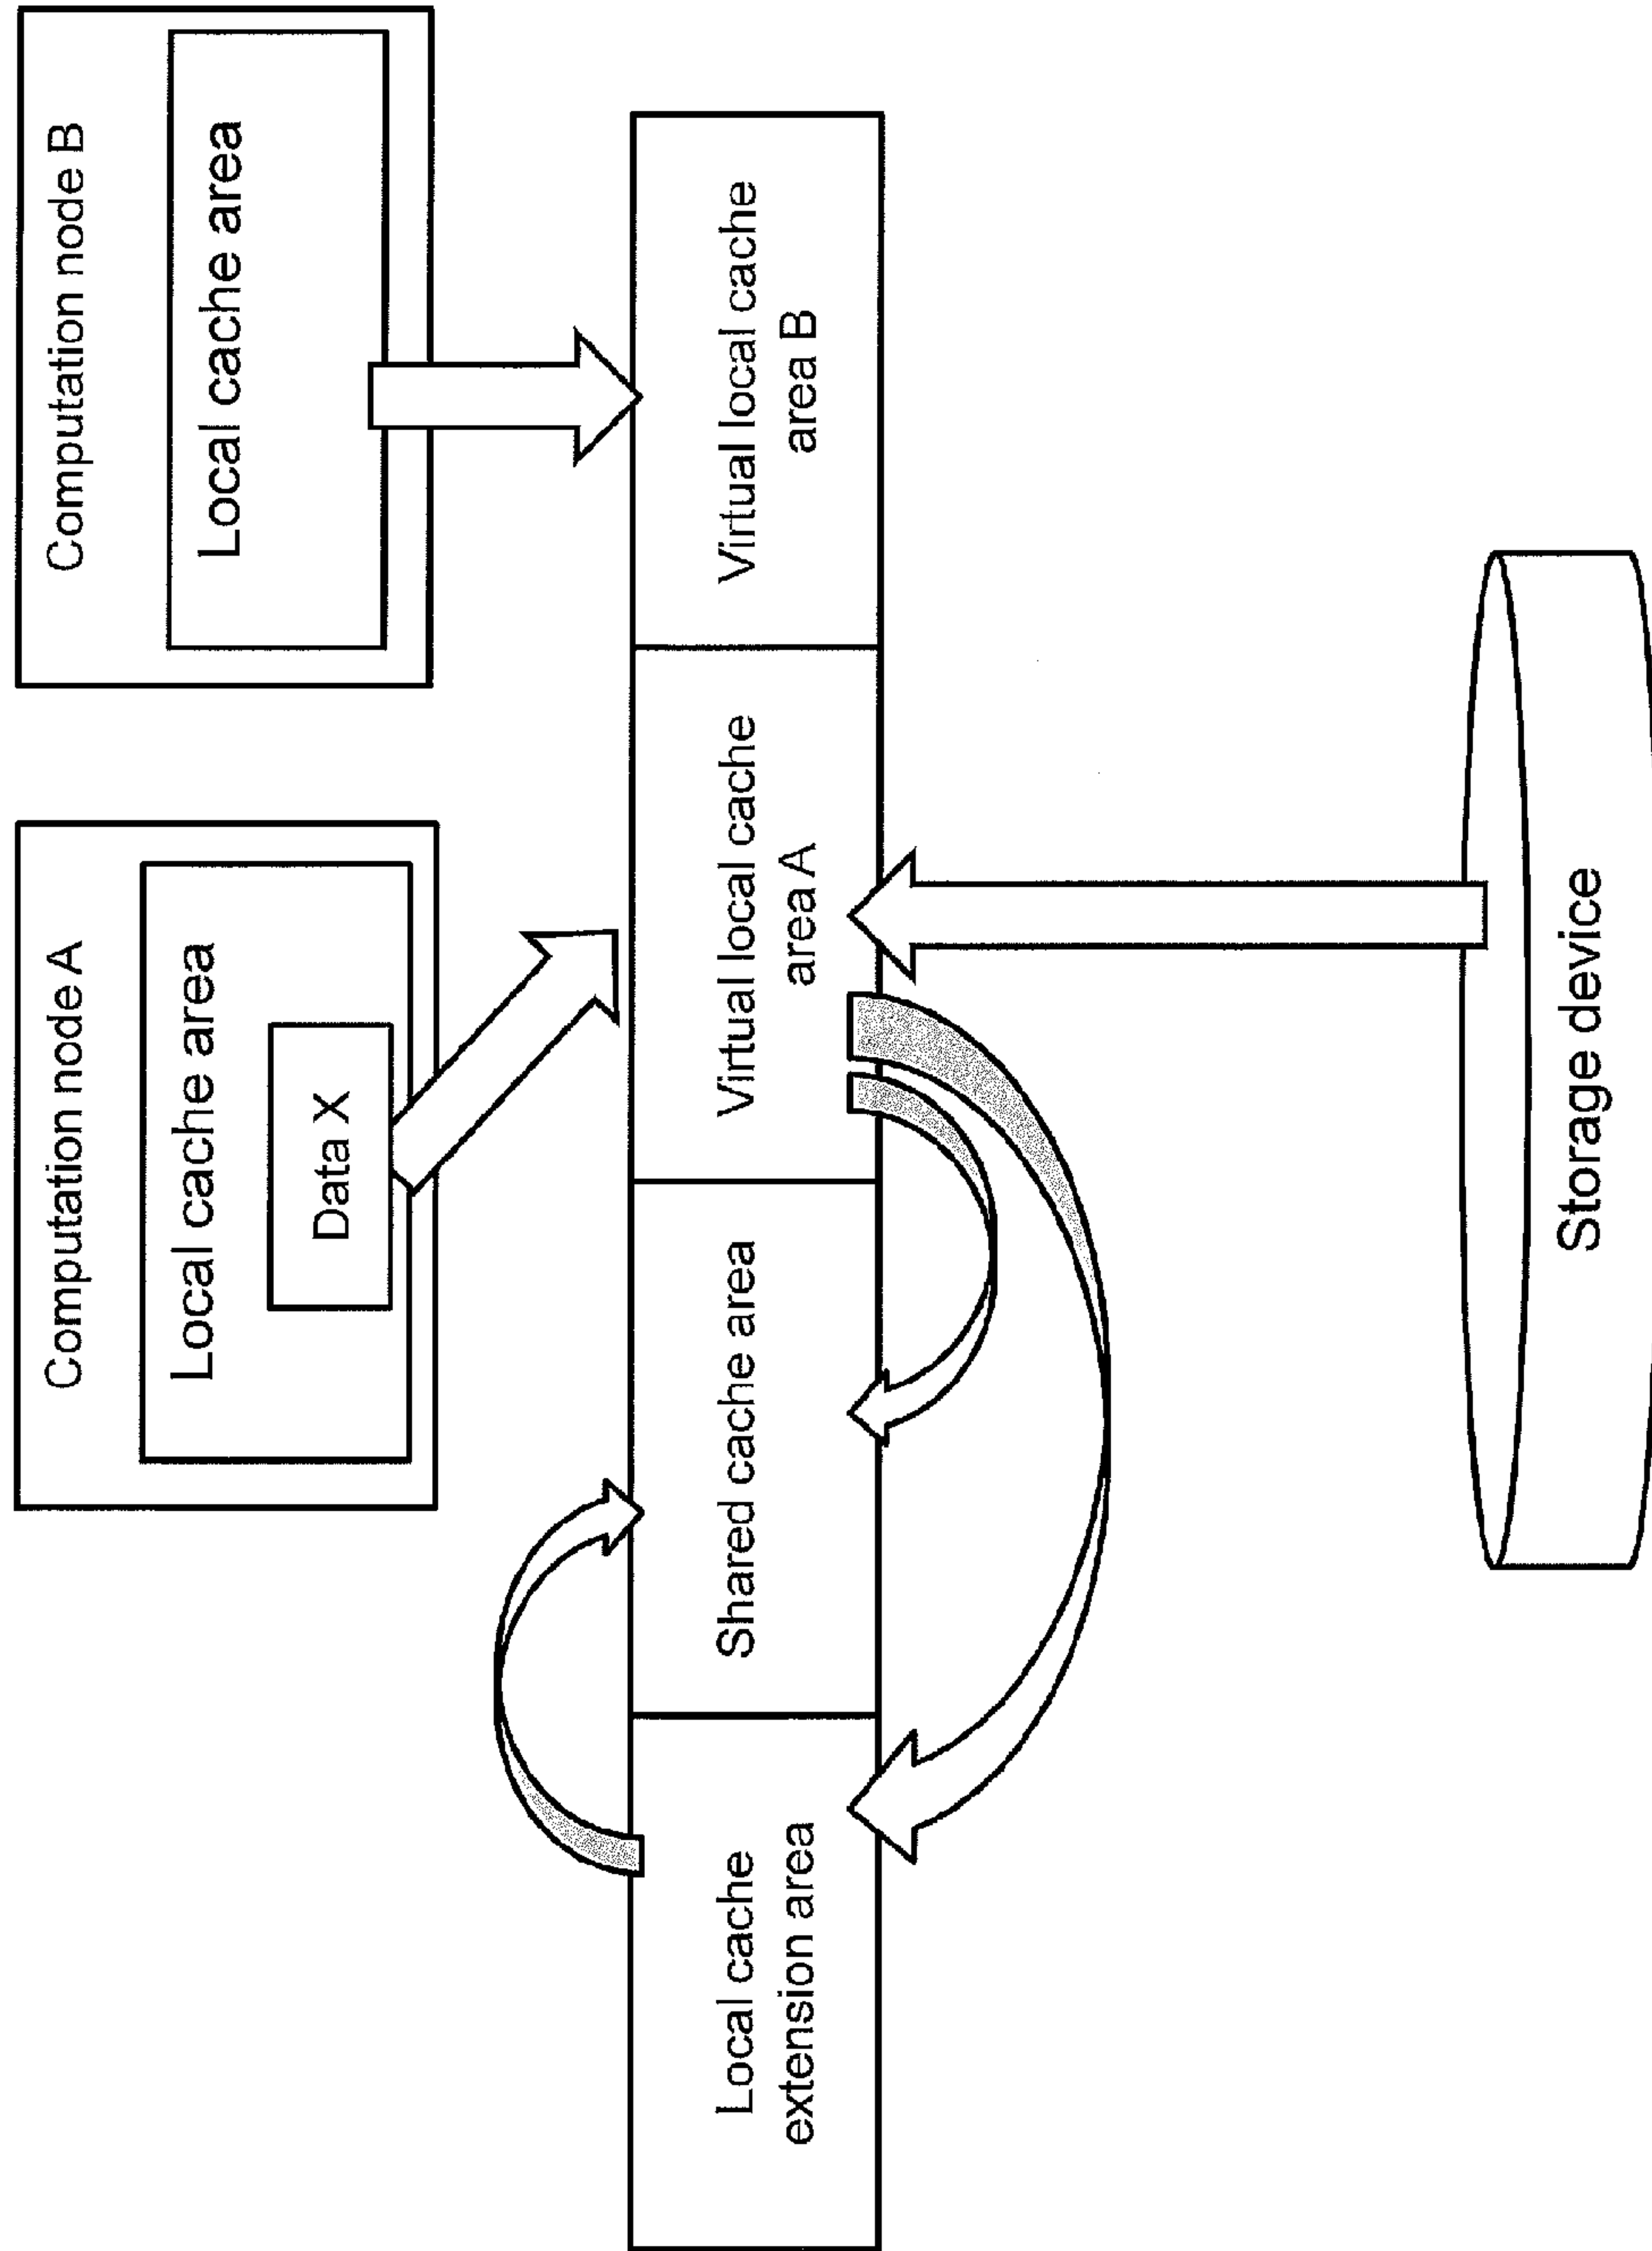 Computation node A
Local cache area
Data X
Computation node B
Local cache area
Local cache
extension area
Shared cache area
Virtual local cache
area A
Virtual local cache
area B
Storage device